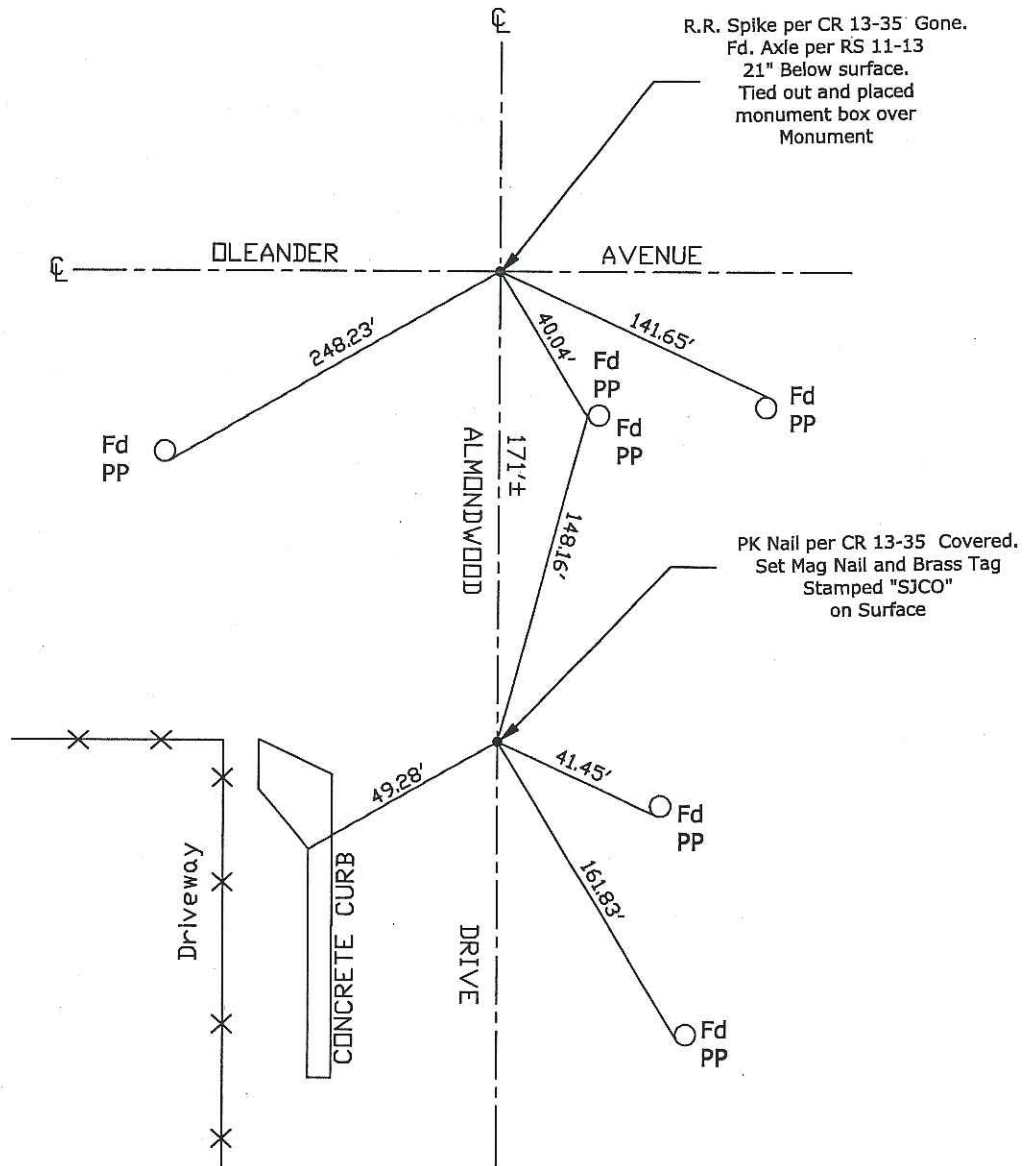 ℄
R.R. Spike per CR 13-35 Gone.
Fd. Axle per RS 11-13
21" Below surface.
Tied out and placed
monument box over
Monument
℄
OLEANDER
AVENUE
248.23'
40.04'
141.65'
Fd
PP
Fd
PP
Fd
PP
Fd
PP
171'±
ALMONDWOOD
148.16'
PK Nail per CR 13-35 Covered.
Set Mag Nail and Brass Tag
Stamped "SJCO"
on Surface
49.28'
41.45'
Fd
PP
161.83'
Driveway
CONCRETE CURB
DRIVE
Fd
PP